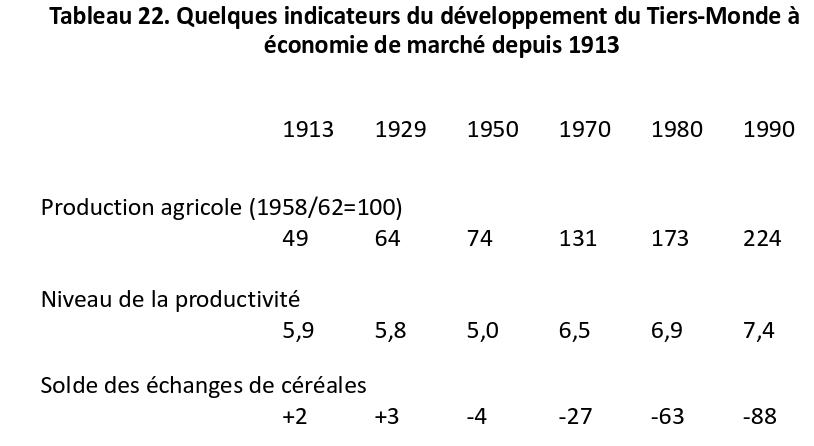 Tableau 22. Quelques indicateurs du développement du Tiers-Monde à
économie de marché depuis 1913
1913 1929 1950 1970 1980 1990
Production agricole (1958/62=100)
49 64 74 131 173 224
Niveau de la productivité
5,9 5,8 5,0 6,5 6,9 7,4
Solde des échanges de céréales
+2 +3 -4 -27 -63 -88